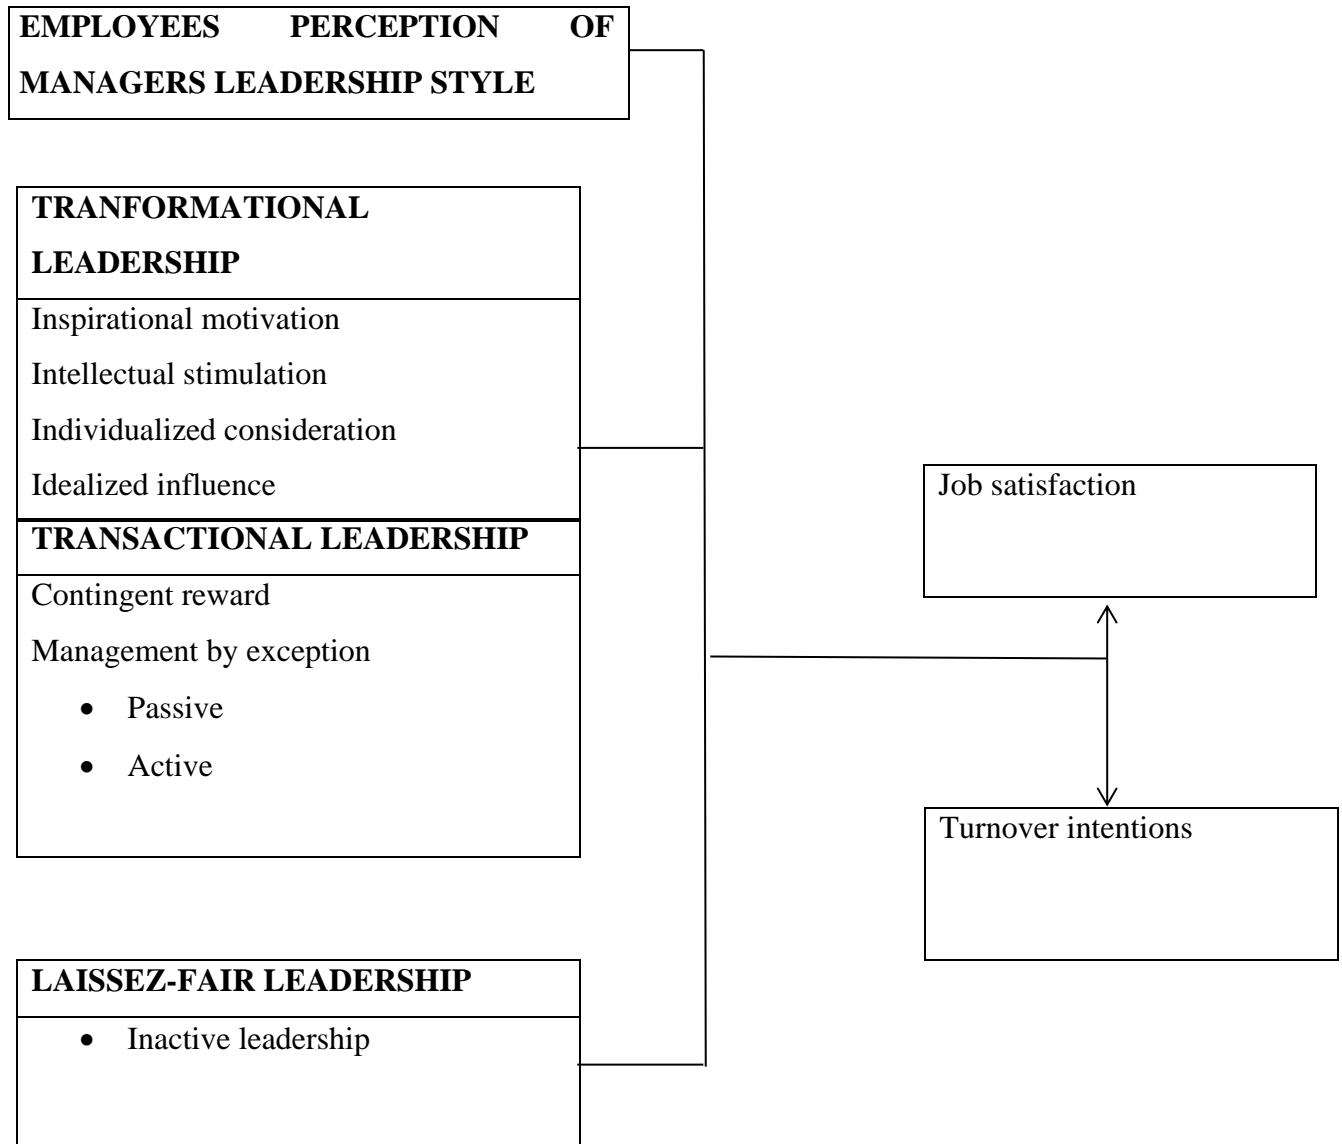 EMPLOYEES PERCEPTION OF
MANAGERS LEADERSHIP STYLE
TRANFORMATIONAL
LEADERSHIP
Inspirational motivation
Intellectual stimulation
Individualized consideration
Idealized influence
TRANSACTIONAL LEADERSHIP
Contingent reward
Management by exception
• Passive
• Active
LAISSEZ-FAIR LEADERSHIP
• Inactive leadership
Job satisfaction
Turnover intentions